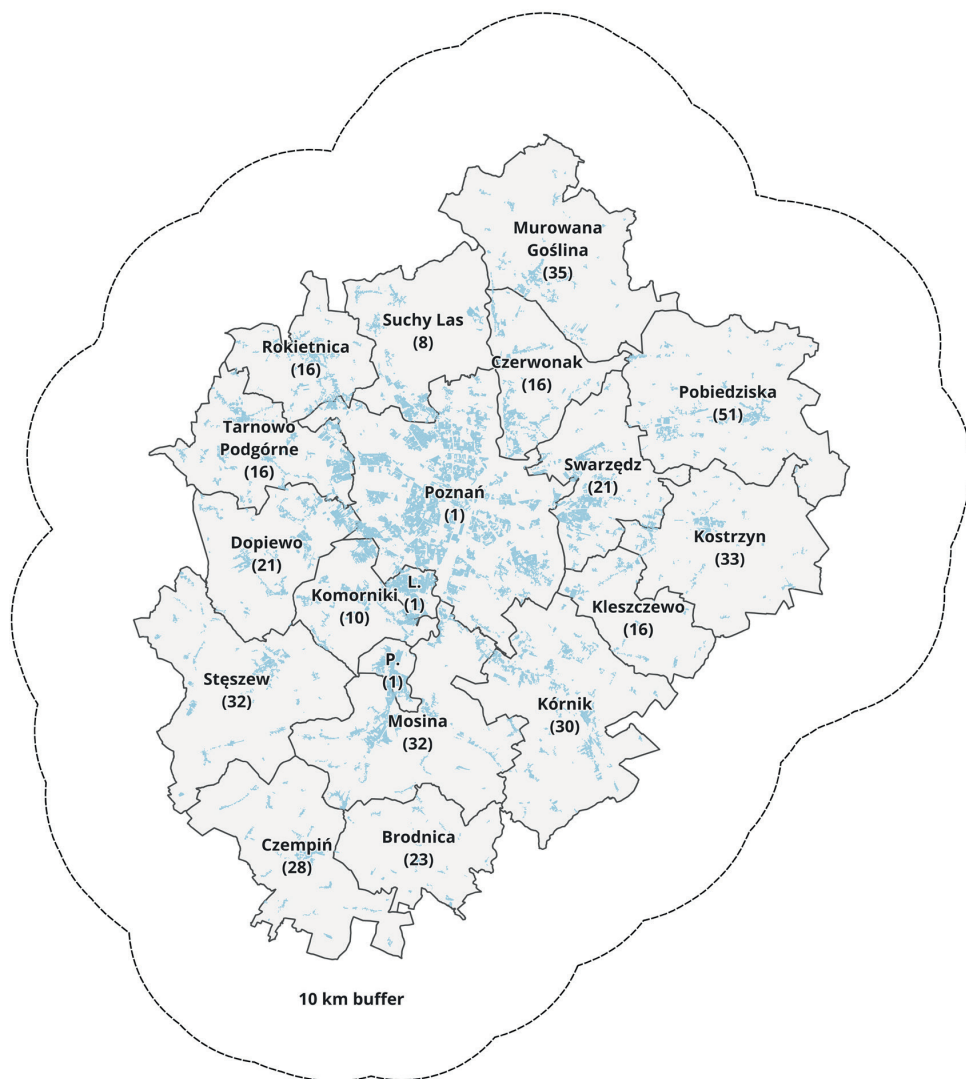 Murowana
Goślina
(35)
Suchy Las
(8)
Rokietnica
(16)
Czerwonak
(16)
Pobiedziska
(51)
Tarnowo
Podgórne
(16)
Swarzędz
(21)
Poznań
(1)
Kostrzyn
(33)
Dopiewo
(21)
L.
(1)
Komorniki
(10)
Kleszczewo
(16)
P.
(1)
Stęszew
(32)
Kórnik
(30)
Mosina
(32)
Brodnica
(23)
Czempiń
(28)
10 km buffer